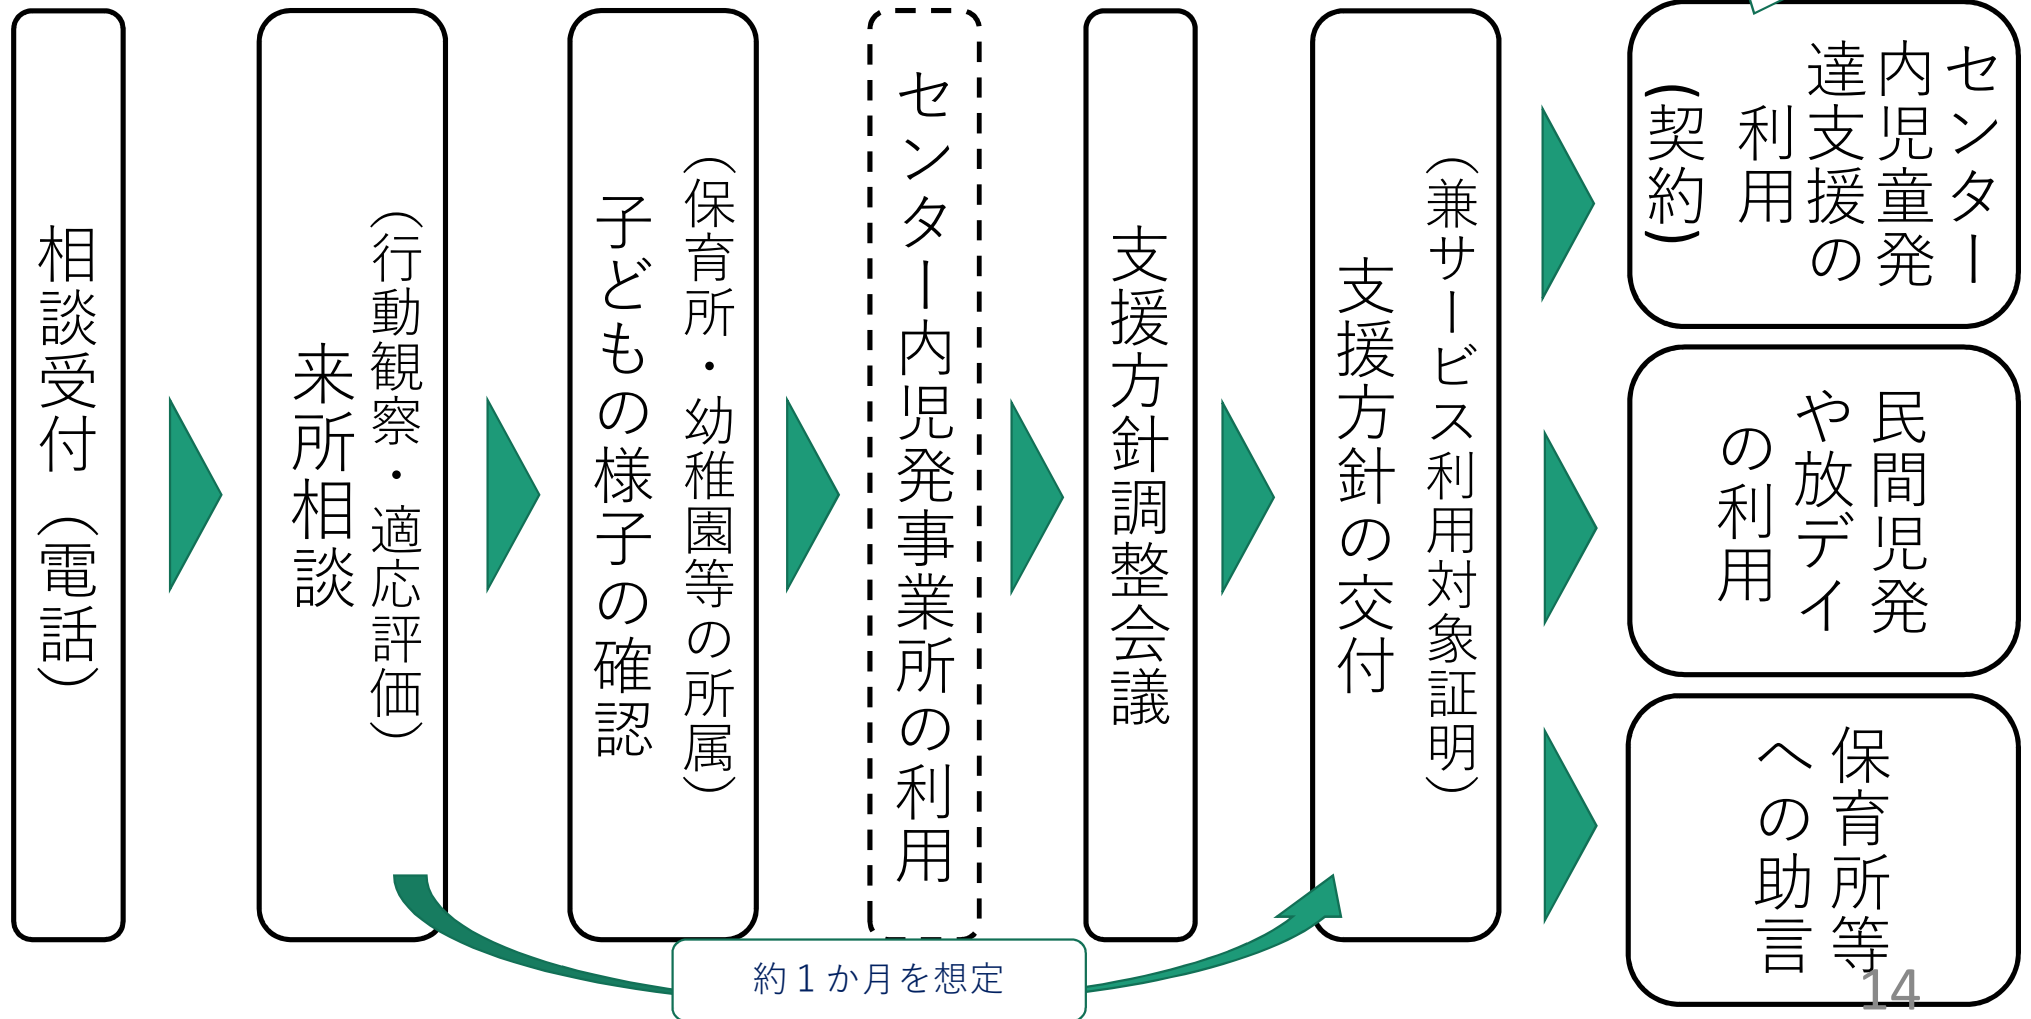 相談受付（電話）
（行動観察・適応評価）
来所相談
（保育所・幼稚園等の所属）
子どもの様子の確認
センター内児発事業所の利用
支援方針調整会議
（兼サービス利用対象証明）
支援方針の交付
センター
内児童発
達支援の
利用
（契約）
民間児発
や放デイ
の利用
保育所等
への助言
約１か月を想定
14